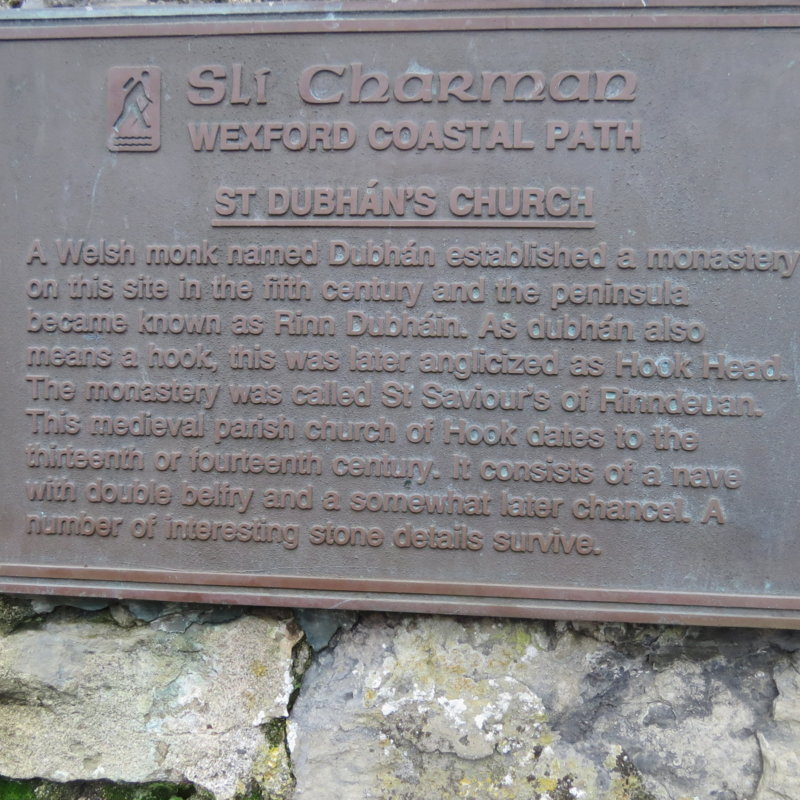 Slí Charman
WEXFORD COASTAL PATH
ST DUBHÁN'S CHURCH
A Welsh monk named Dubhán established a monastery
on this site in the fifth century and the peninsula
became known as Rinn Dubháin. As dubhán also
means a hook, this was later anglicized as Hook Head.
The monastery was called St Saviour's of Rinndeuan.
This medieval parish church of Hook dates to the
thirteenth or fourteenth century. It consists of a nave
with double belfry and a somewhat later chancel. A
number of interesting stone details survive.